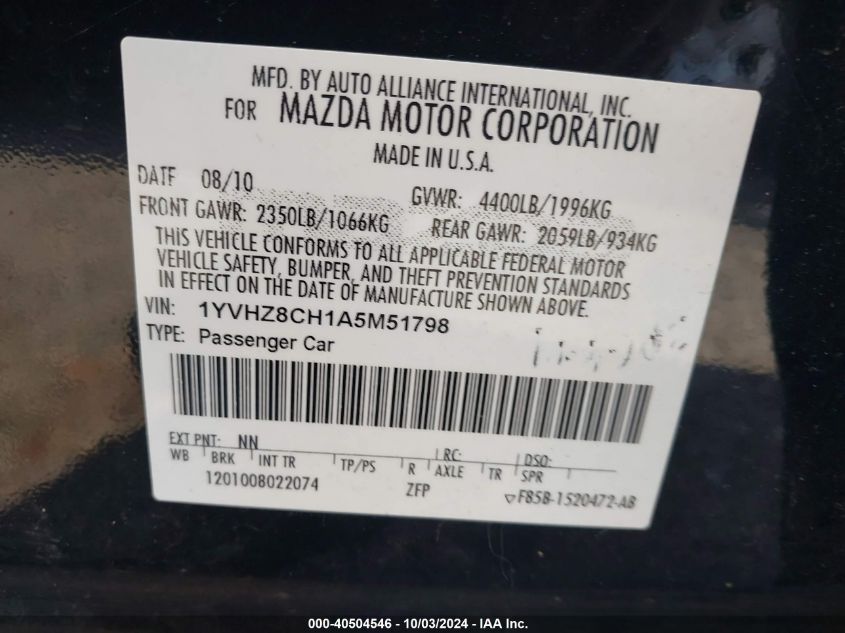 MFD. BY AUTO ALLIANCE INTERNATIONAL, INC.
FOR MAZDA MOTOR CORPORATION
MADE IN U.S.A.
DATE 08/10 GVWR: 4400LB/1996KG
FRONT GAWR: 2350LB/1066KG REAR GAWR: 2059LB/934KG
THIS VEHICLE CONFORMS TO ALL APPLICABLE FEDERAL MOTOR
VEHICLE SAFETY, BUMPER, AND THEFT PREVENTION STANDARDS
IN EFFECT ON THE DATE OF MANUFACTURE SHOWN ABOVE.
VIN: 1YVHZ8CH1A5M51798
TYPE: Passenger Car
EXT PNT: NN LRC: DSO:
WB BRK INT TR TP/PS R AXLE TR SPR
1201008022074 ZFP F85B-1520472-AB
000-40504546 - 10/03/2024 - IAA Inc.